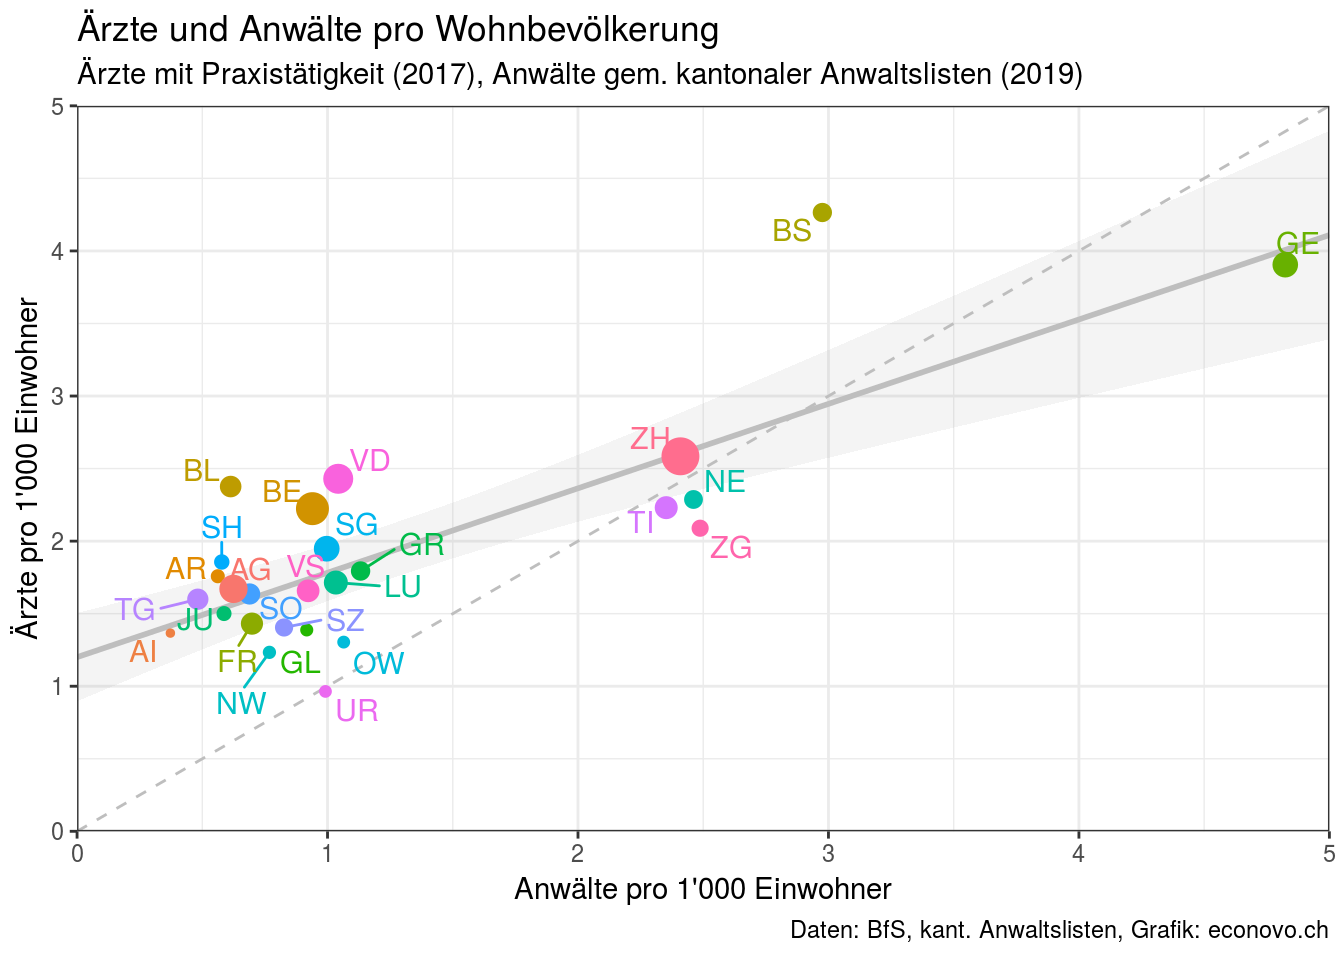 Ärzte und Anwälte pro Wohnbevölkerung
Ärzte mit Praxistätigkeit (2017), Anwälte gem. kantonaler Anwaltslisten (2019)
Ärzte pro 1'000 Einwohner
5
4
3
2
1
0
BS
GE
ZH
VD
BL
NE
BE
TI
SG
SH
ZG
GR
VS
AR
AG
LU
TG
SO
JU
SZ
AI
FR
GL
OW
NW
UR
0
1
2
3
4
5
Anwälte pro 1'000 Einwohner
Daten: BfS, kant. Anwaltslisten, Grafik: econovo.ch